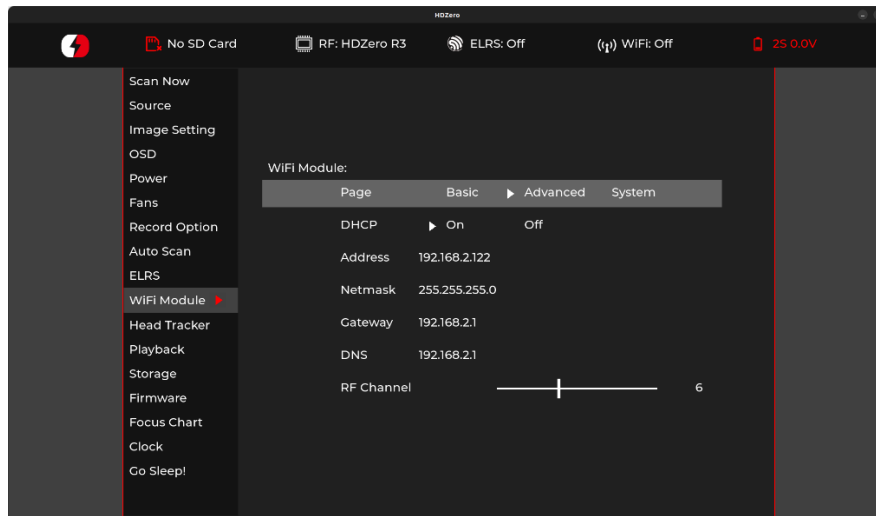 HDZero
No SD Card RF: HDZero R3 ELRS: Off WiFi: Off 2S 0.0V
Scan Now
Source
Image Setting
OSD
Power
Fans
Record Option
Auto Scan
ELRS
WiFi Module
Head Tracker
Playback
Storage
Firmware
Focus Chart
Clock
Go Sleep!
WiFi Module:
Page Basic Advanced System
DHCP On Off
Address 192.168.2.122
Netmask 255.255.255.0
Gateway 192.168.2.1
DNS 192.168.2.1
RF Channel 6